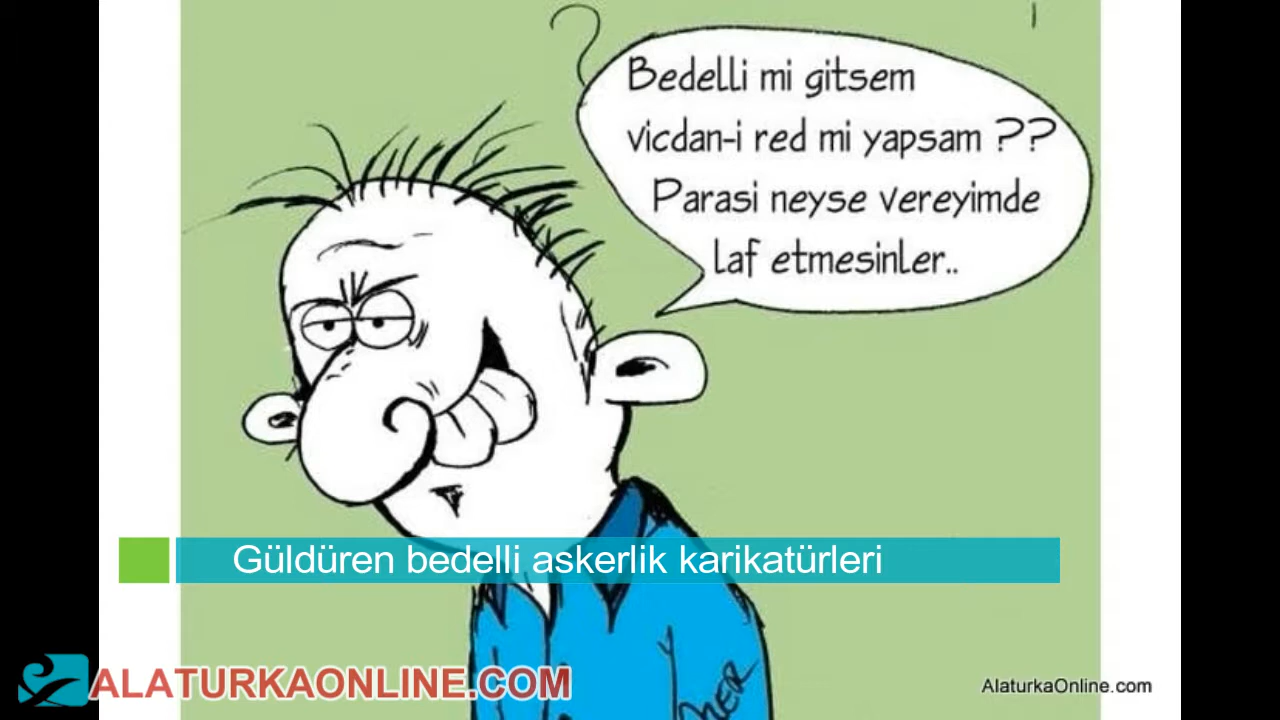 Bedelli mi gitsem
vicdan-i red mi yapsam ??
Parasi neyse vereyimde
laf etmesinler..
Güldüren bedelli askerlik karikatürleri
ALATURKAONLINE.COM
AlaturkaOnline.com